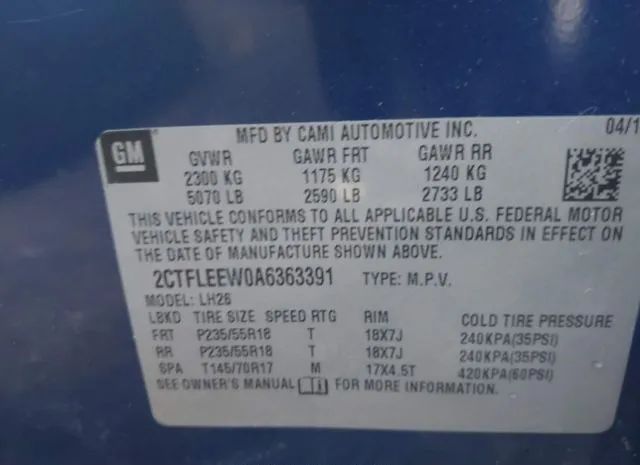 GM
MFD BY CAMI AUTOMOTIVE INC. 04/1
GVWR GAWR FRT GAWR RR
2300 KG 1175 KG 1240 KG
5070 LB 2590 LB 2733 LB
THIS VEHICLE CONFORMS TO ALL APPLICABLE U.S. FEDERAL MOTOR
VEHICLE SAFETY AND THEFT PREVENTION STANDARDS IN EFFECT ON
THE DATE OF MANUFACTURE SHOWN ABOVE.
2CTFLEEW0A6363391 TYPE: M.P.V.
MODEL: LH26
LBKD TIRE SIZE SPEED RTG RIM COLD TIRE PRESSURE
FRT P235/55R18 T 18X7J 240KPA(35PSI)
RR P235/55R18 T 18X7J 240KPA(35PSI)
SPA T145/70R17 M 17X4.5T 420KPA(60PSI)
SEE OWNER'S MANUAL FOR MORE INFORMATION